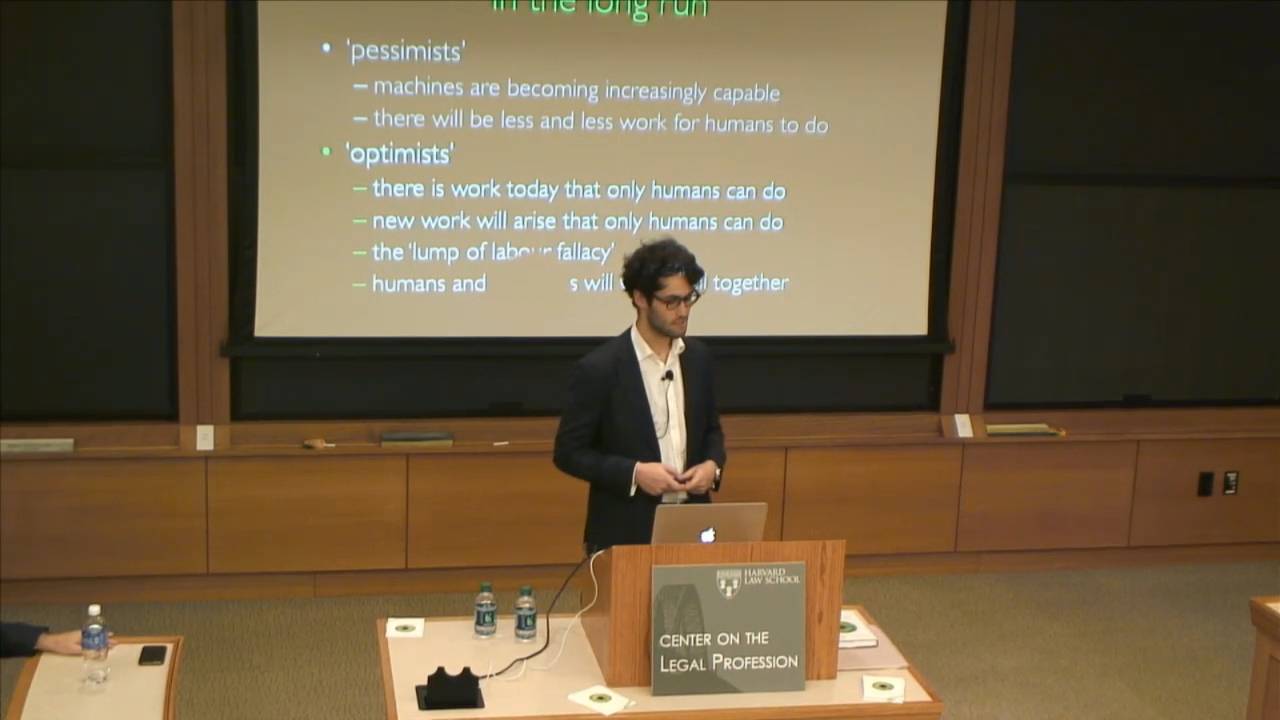 in the long run
• 'pessimists'
– machines are becoming increasingly capable
– there will be less and less work for humans to do
• 'optimists'
– there is work today that only humans can do
– new work will arise that only humans can do
– the 'lump of labour fallacy'
– humans and s will together
HARVARD
LAW SCHOOL
CENTER ON THE
LEGAL PROFESSION